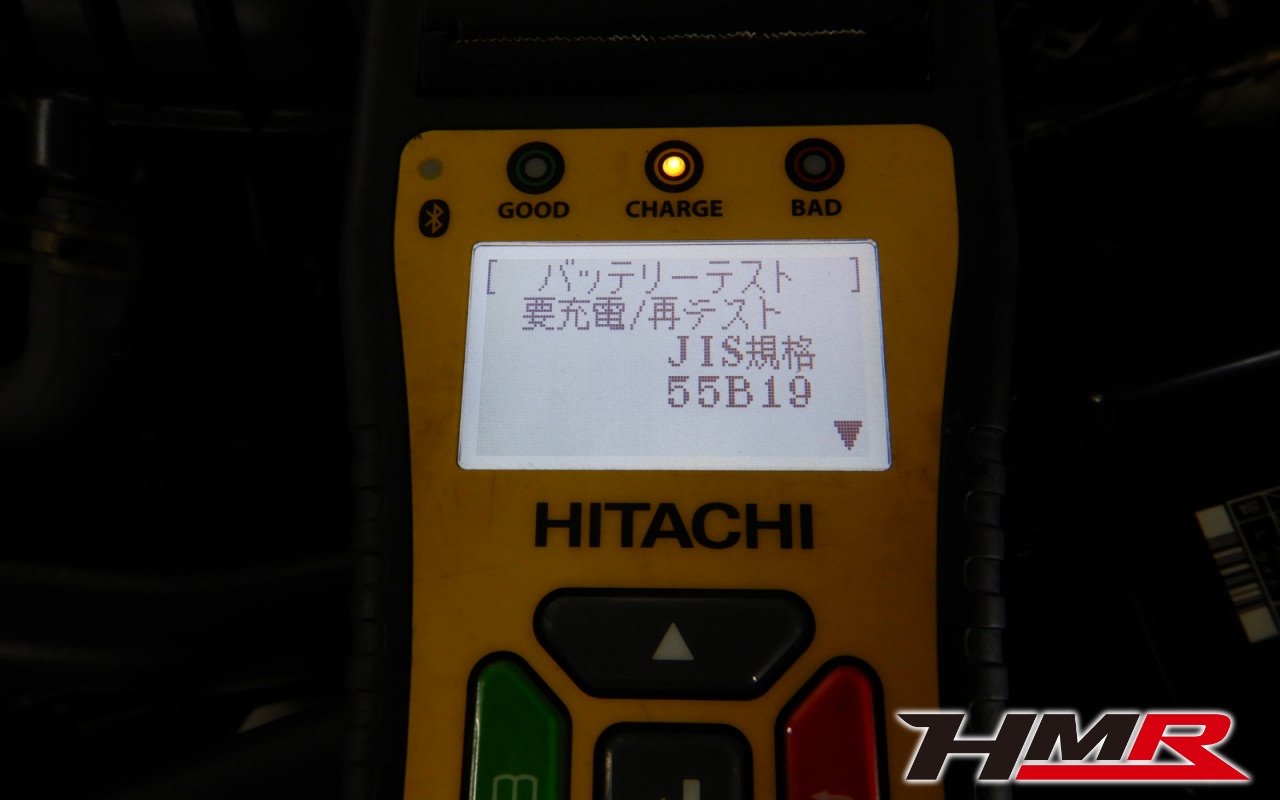 GOOD CHARGE BAD
[ バッテリーテスト ]
要充電/再テスト
JIS規格
55B19
HITACHI
HMR